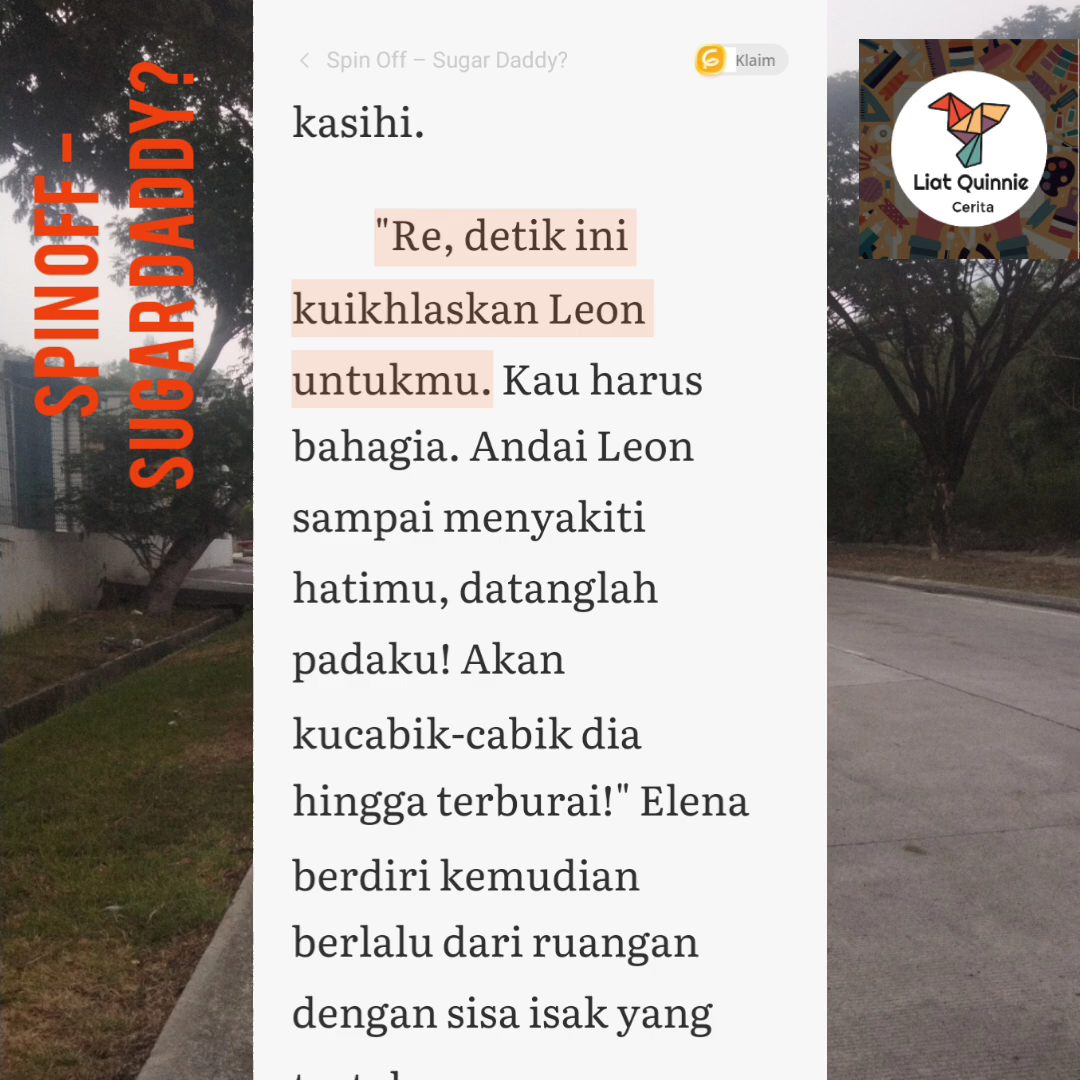 SPIN OFF –
SUGAR DADDY?
Spin Off – Sugar Daddy?
Klaim
kasihi.
"Re, detik ini
kuikhlaskan Leon
untukmu. Kau harus
bahagia. Andai Leon
sampai menyakiti
hatimu, datanglah
padaku! Akan
kucabik-cabik dia
hingga terburai!" Elena
berdiri kemudian
berlalu dari ruangan
dengan sisa isak yang
Liat Quinnie
Cerita